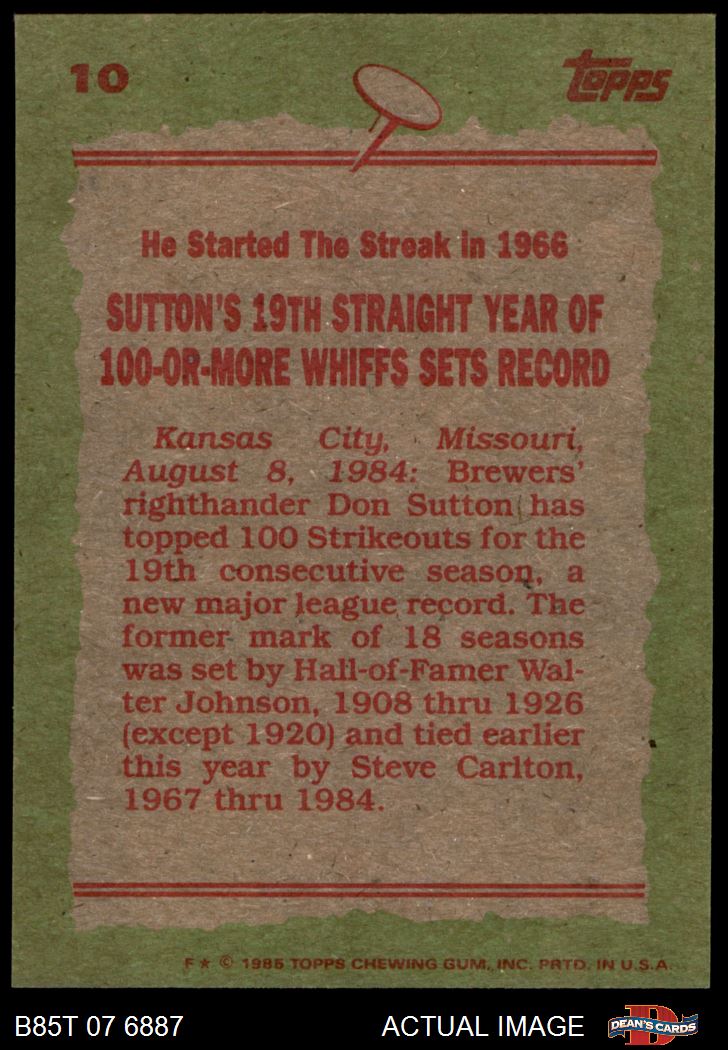 10
Topps
He Started The Streak in 1966
SUTTON'S 19TH STRAIGHT YEAR OF
100-OR-MORE WHIFFS SETS RECORD
Kansas City, Missouri,
August 8, 1984: Brewers'
righthander Don Sutton has
topped 100 Strikeouts for the
19th consecutive season, a
new major league record. The
former mark of 18 seasons
was set by Hall-of-Famer Wal-
ter Johnson, 1908 thru 1926
(except 1920) and tied earlier
this year by Steve Carlton,
1967 thru 1984.
F ★ © 1985 TOPPS CHEWING GUM, INC. PRTD. IN U.S.A.
B85T 07 6887
ACTUAL IMAGE
D
DEAN'S CARDS